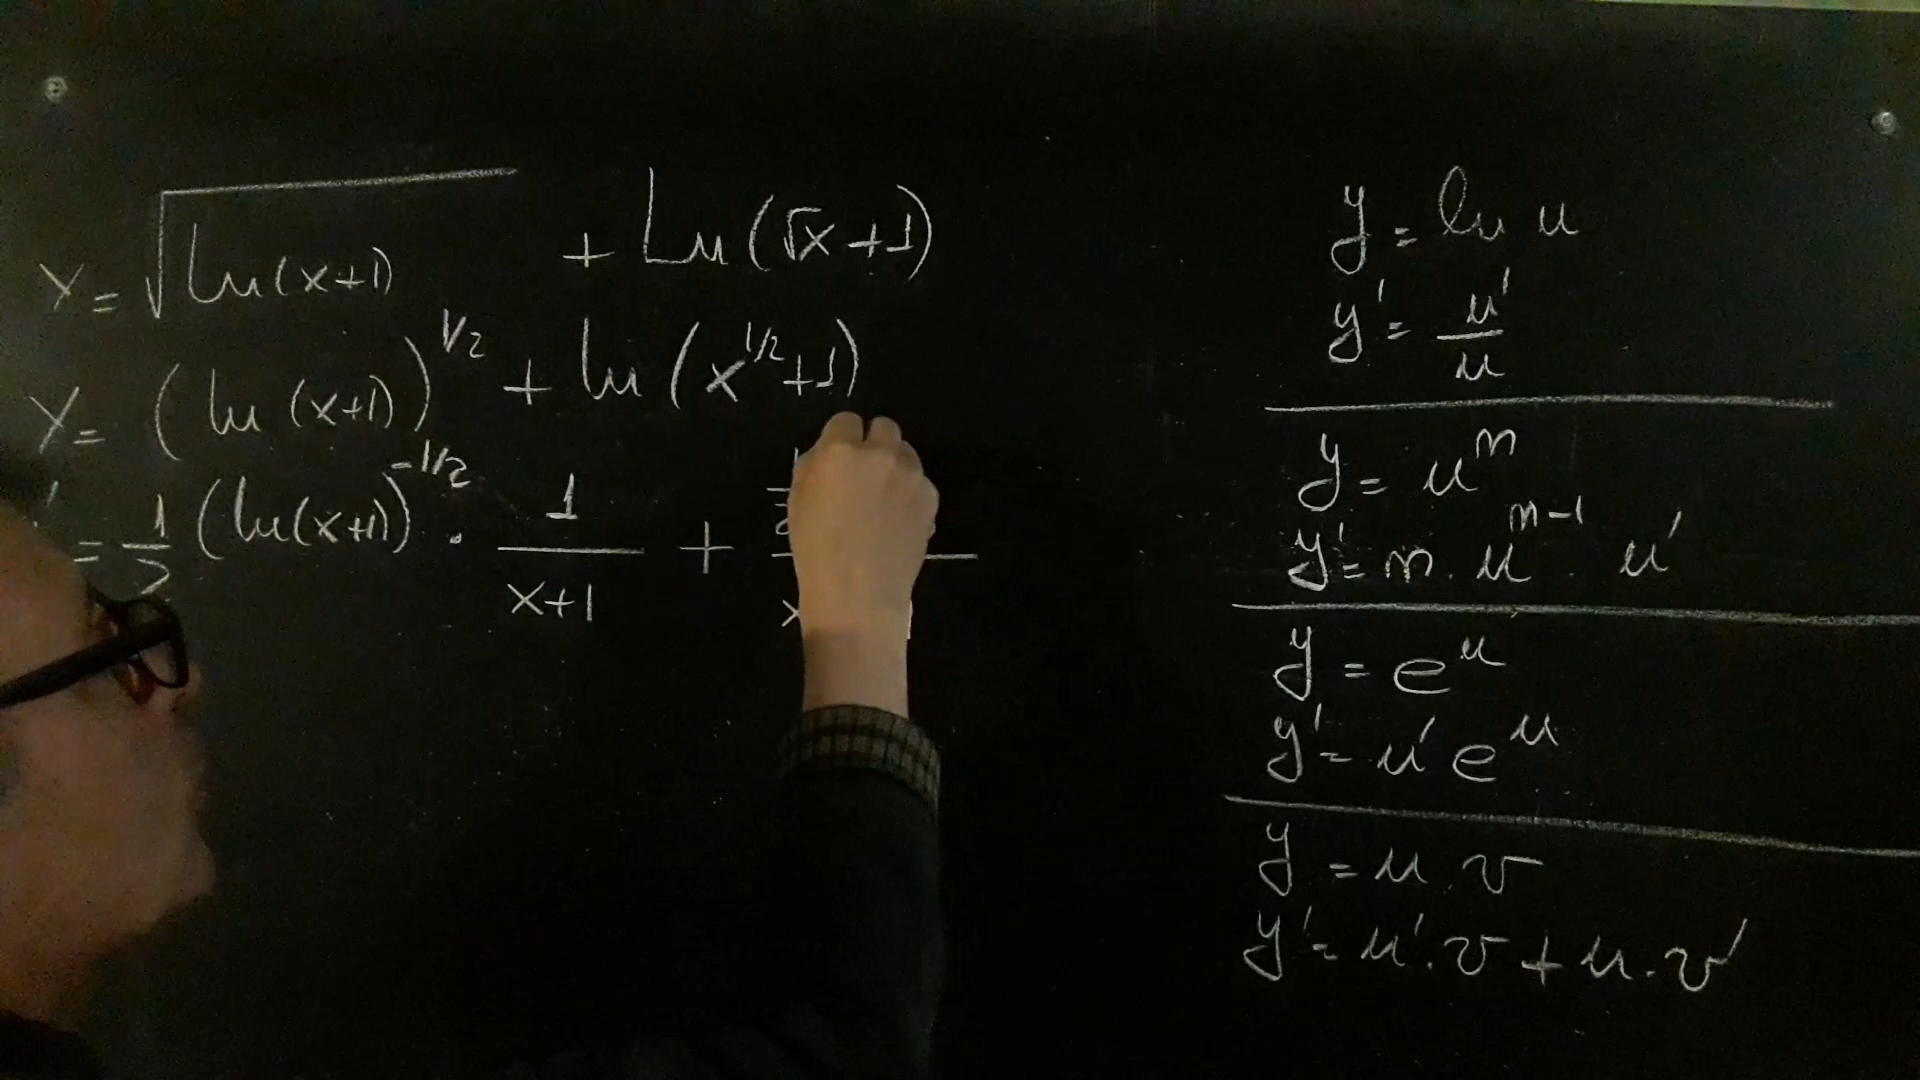 y = √ln(x+1) + Ln(√x+1)
y = (ln(x+1))^1/2 + ln(x^1/2+1)
' = 1/2 (ln(x+1))^-1/2 · 1/x+1 +
y = ln u
y' = u'/u
y = u^m
y' = m · u^m-1 · u'
y = e^u
y' = u' e^u
y = u · v
y' = u' · v + u · v'